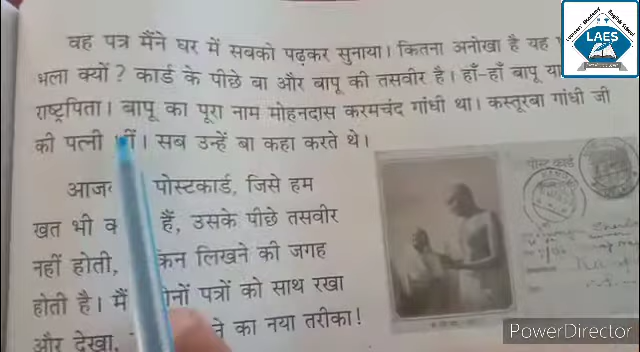 वह पत्र मैंने घर में सबको पढ़कर सुनाया। कितना अनोखा है यह
भला क्यों? कार्ड के पीछे बा और बापू की तसवीर है। हाँ-हाँ बापू या
राष्ट्रपिता। बापू का पूरा नाम मोहनदास करमचंद गांधी था। कस्तूरबा गांधी जी
की पत्नी थीं। सब उन्हें बा कहा करते थे।
पोस्टकार्ड, जिसे हम
खत भी हैं, उसके पीछे तसवीर
नहीं होती, लिखने की जगह
होती है। मैं पत्रों को साथ रखा
और देखा, का नया तरीका!
पोस्ट कार्ड
LAES
PowerDirector